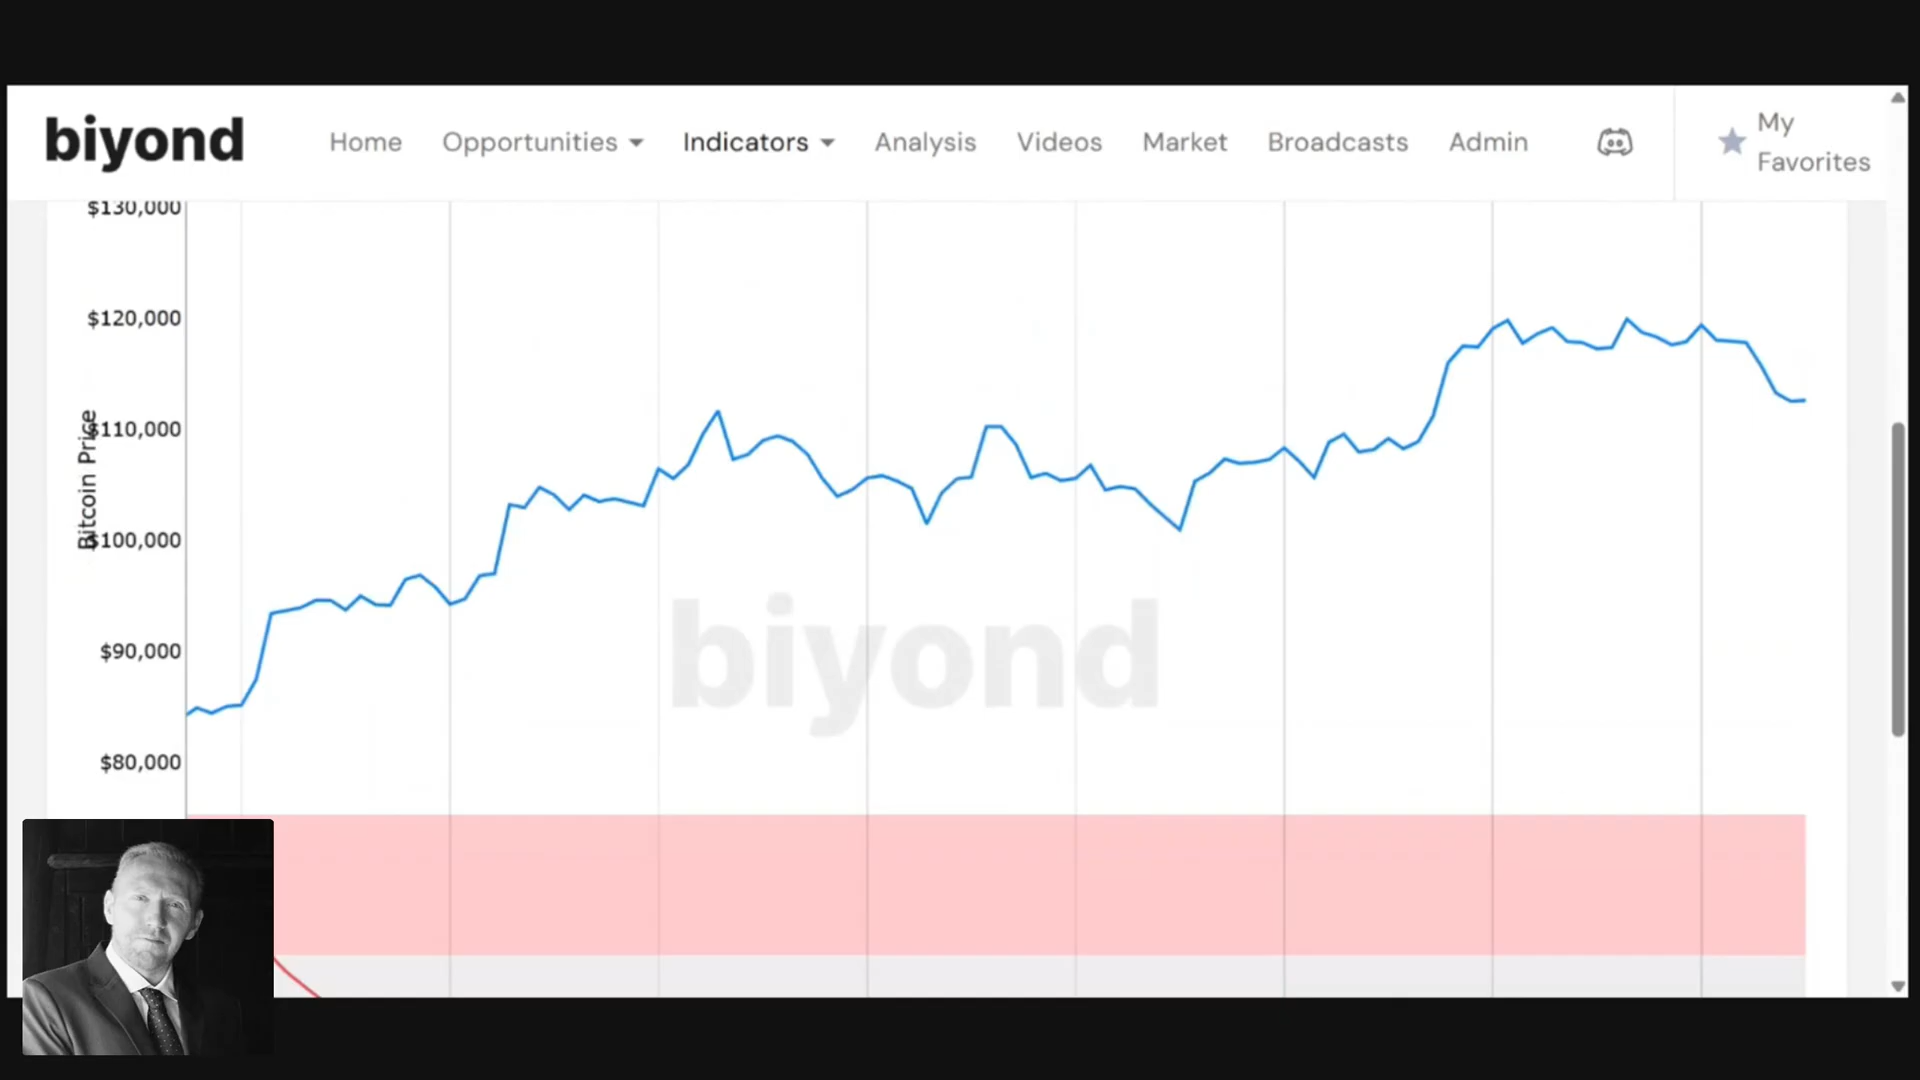 biyond
Home Opportunities Indicators Analysis Videos Market Broadcasts Admin
My
Favorites
$130,000
$120,000
$110,000
$100,000
$90,000
$80,000
Bitcoin Price
biyond